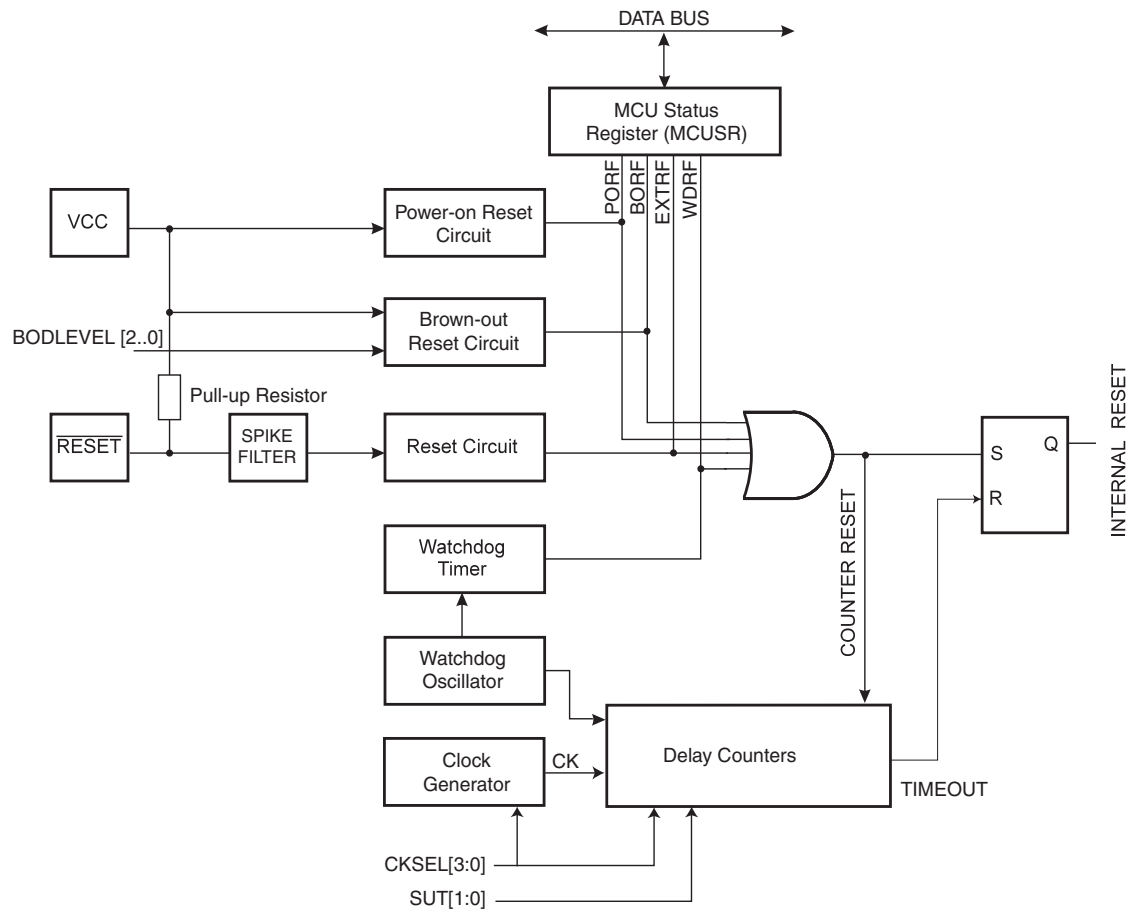 DATA BUS
MCU Status
Register (MCUSR)
PORF
BORF
EXTRF
WDRF
VCC
Power-on Reset
Circuit
BODLEVEL [2..0]
Brown-out
Reset Circuit
Pull-up Resistor
RESET
SPIKE
FILTER
Reset Circuit
S
R
Q
INTERNAL RESET
Watchdog
Timer
COUNTER RESET
Watchdog
Oscillator
Clock
Generator
CK
Delay Counters
TIMEOUT
CKSEL[3:0]
SUT[1:0]